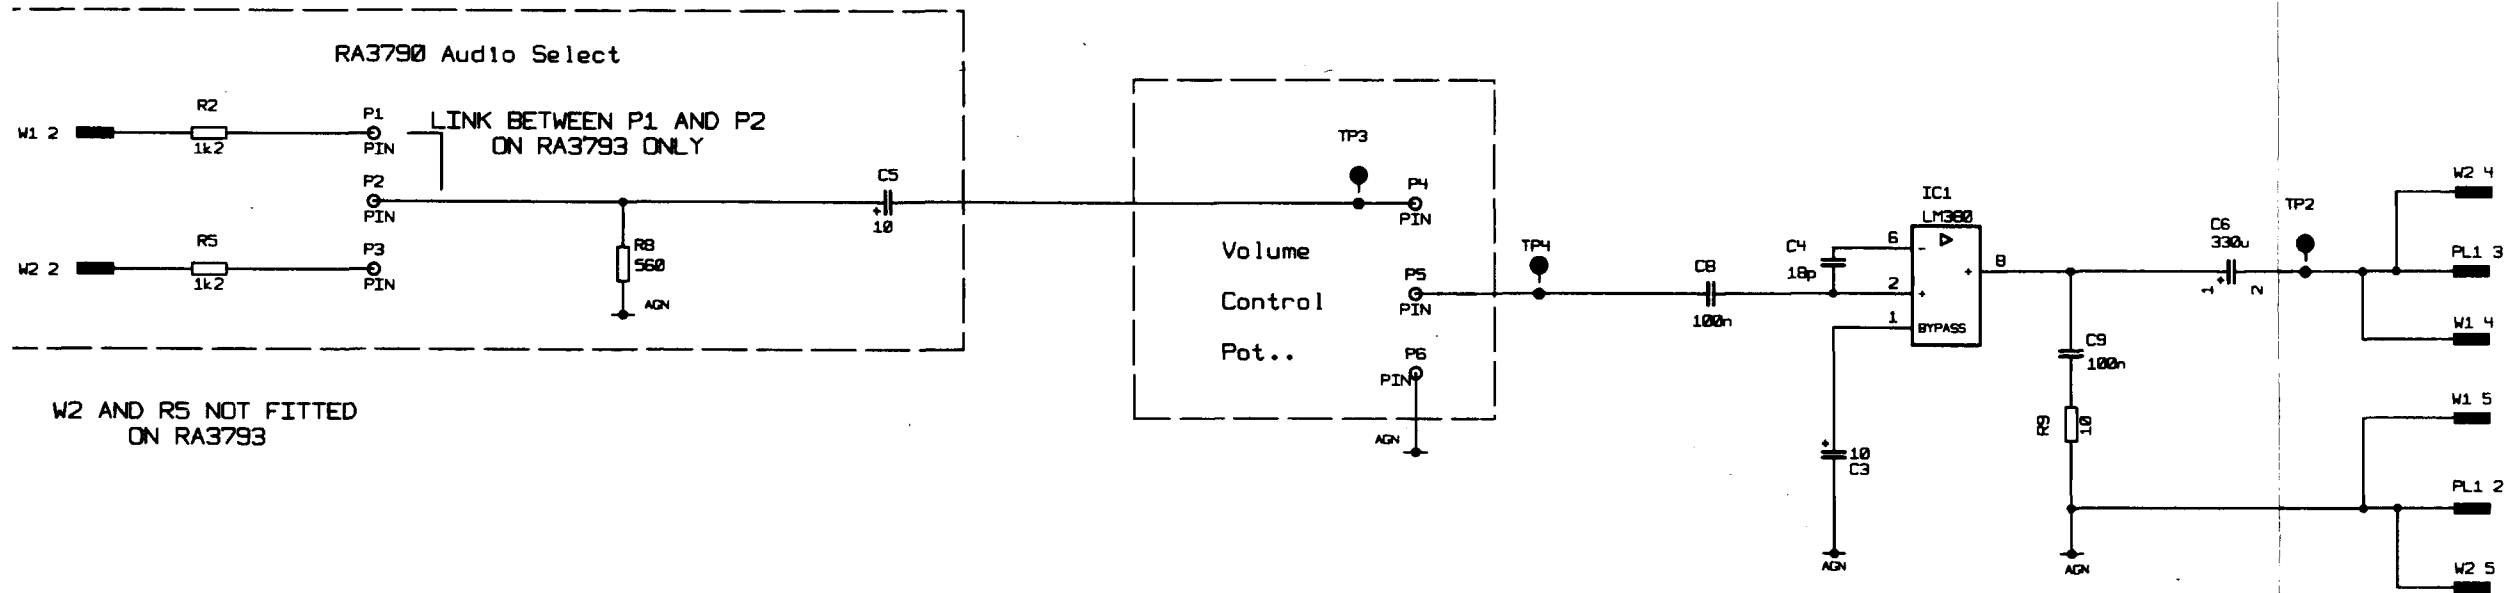 RA3790 Audio Select
R2
1k2
W1 2
P1
PIN
LINK BETWEEN P1 AND P2
ON RA3793 ONLY
P2
PIN
R5
1k2
W2 2
P3
PIN
R8
560
AGN
C5
+
10
W2 AND R5 NOT FITTED
ON RA3793
TP3
P4
PIN
Volume
Control
Pot..
P5
PIN
P6
PIN
AGN
TP4
C8
100n
C4
18p
IC1
LM380
6
-
2
+
1
BYPASS
+
8
+
10
C3
AGN
C9
100n
R9
10
AGN
C6
330u
+
1
2
TP2
W2 4
PL1 3
W1 4
W1 5
PL1 2
W2 5